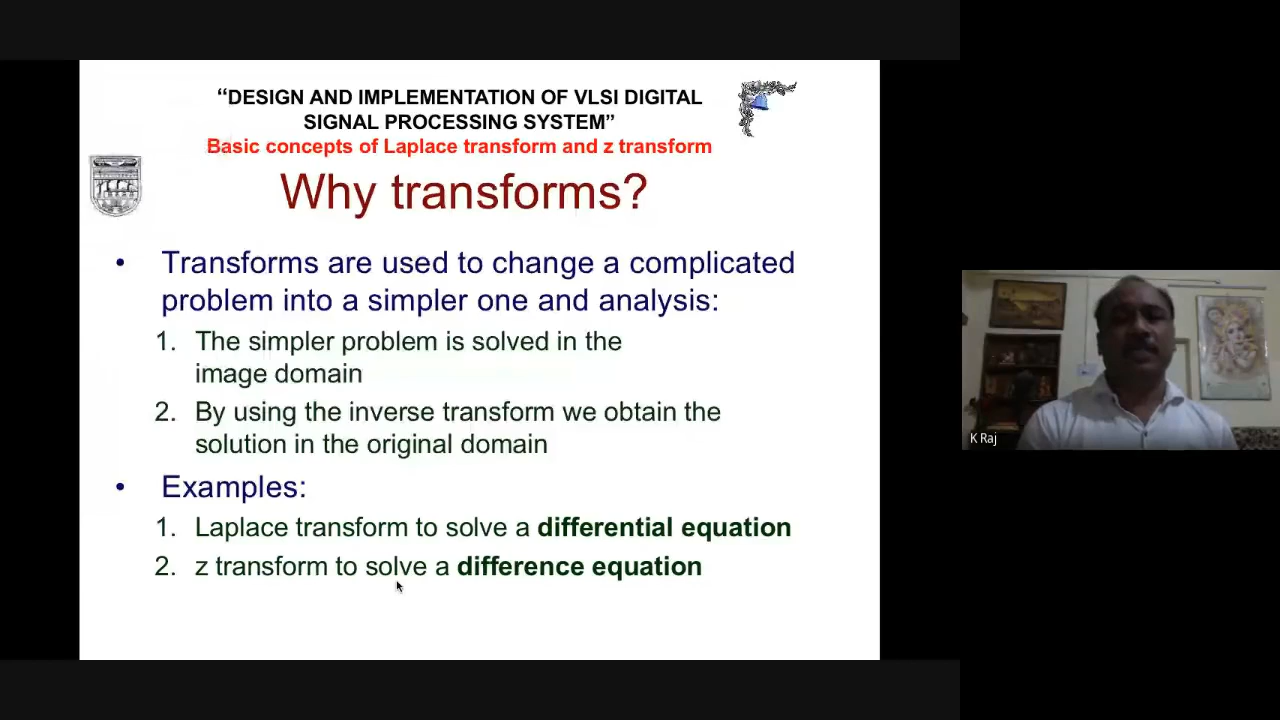 “DESIGN AND IMPLEMENTATION OF VLSI DIGITAL
SIGNAL PROCESSING SYSTEM”
Basic concepts of Laplace transform and z transform
Why transforms?
• Transforms are used to change a complicated
problem into a simpler one and analysis:
1. The simpler problem is solved in the
image domain
2. By using the inverse transform we obtain the
solution in the original domain
• Examples:
1. Laplace transform to solve a differential equation
2. z transform to solve a difference equation
K Raj